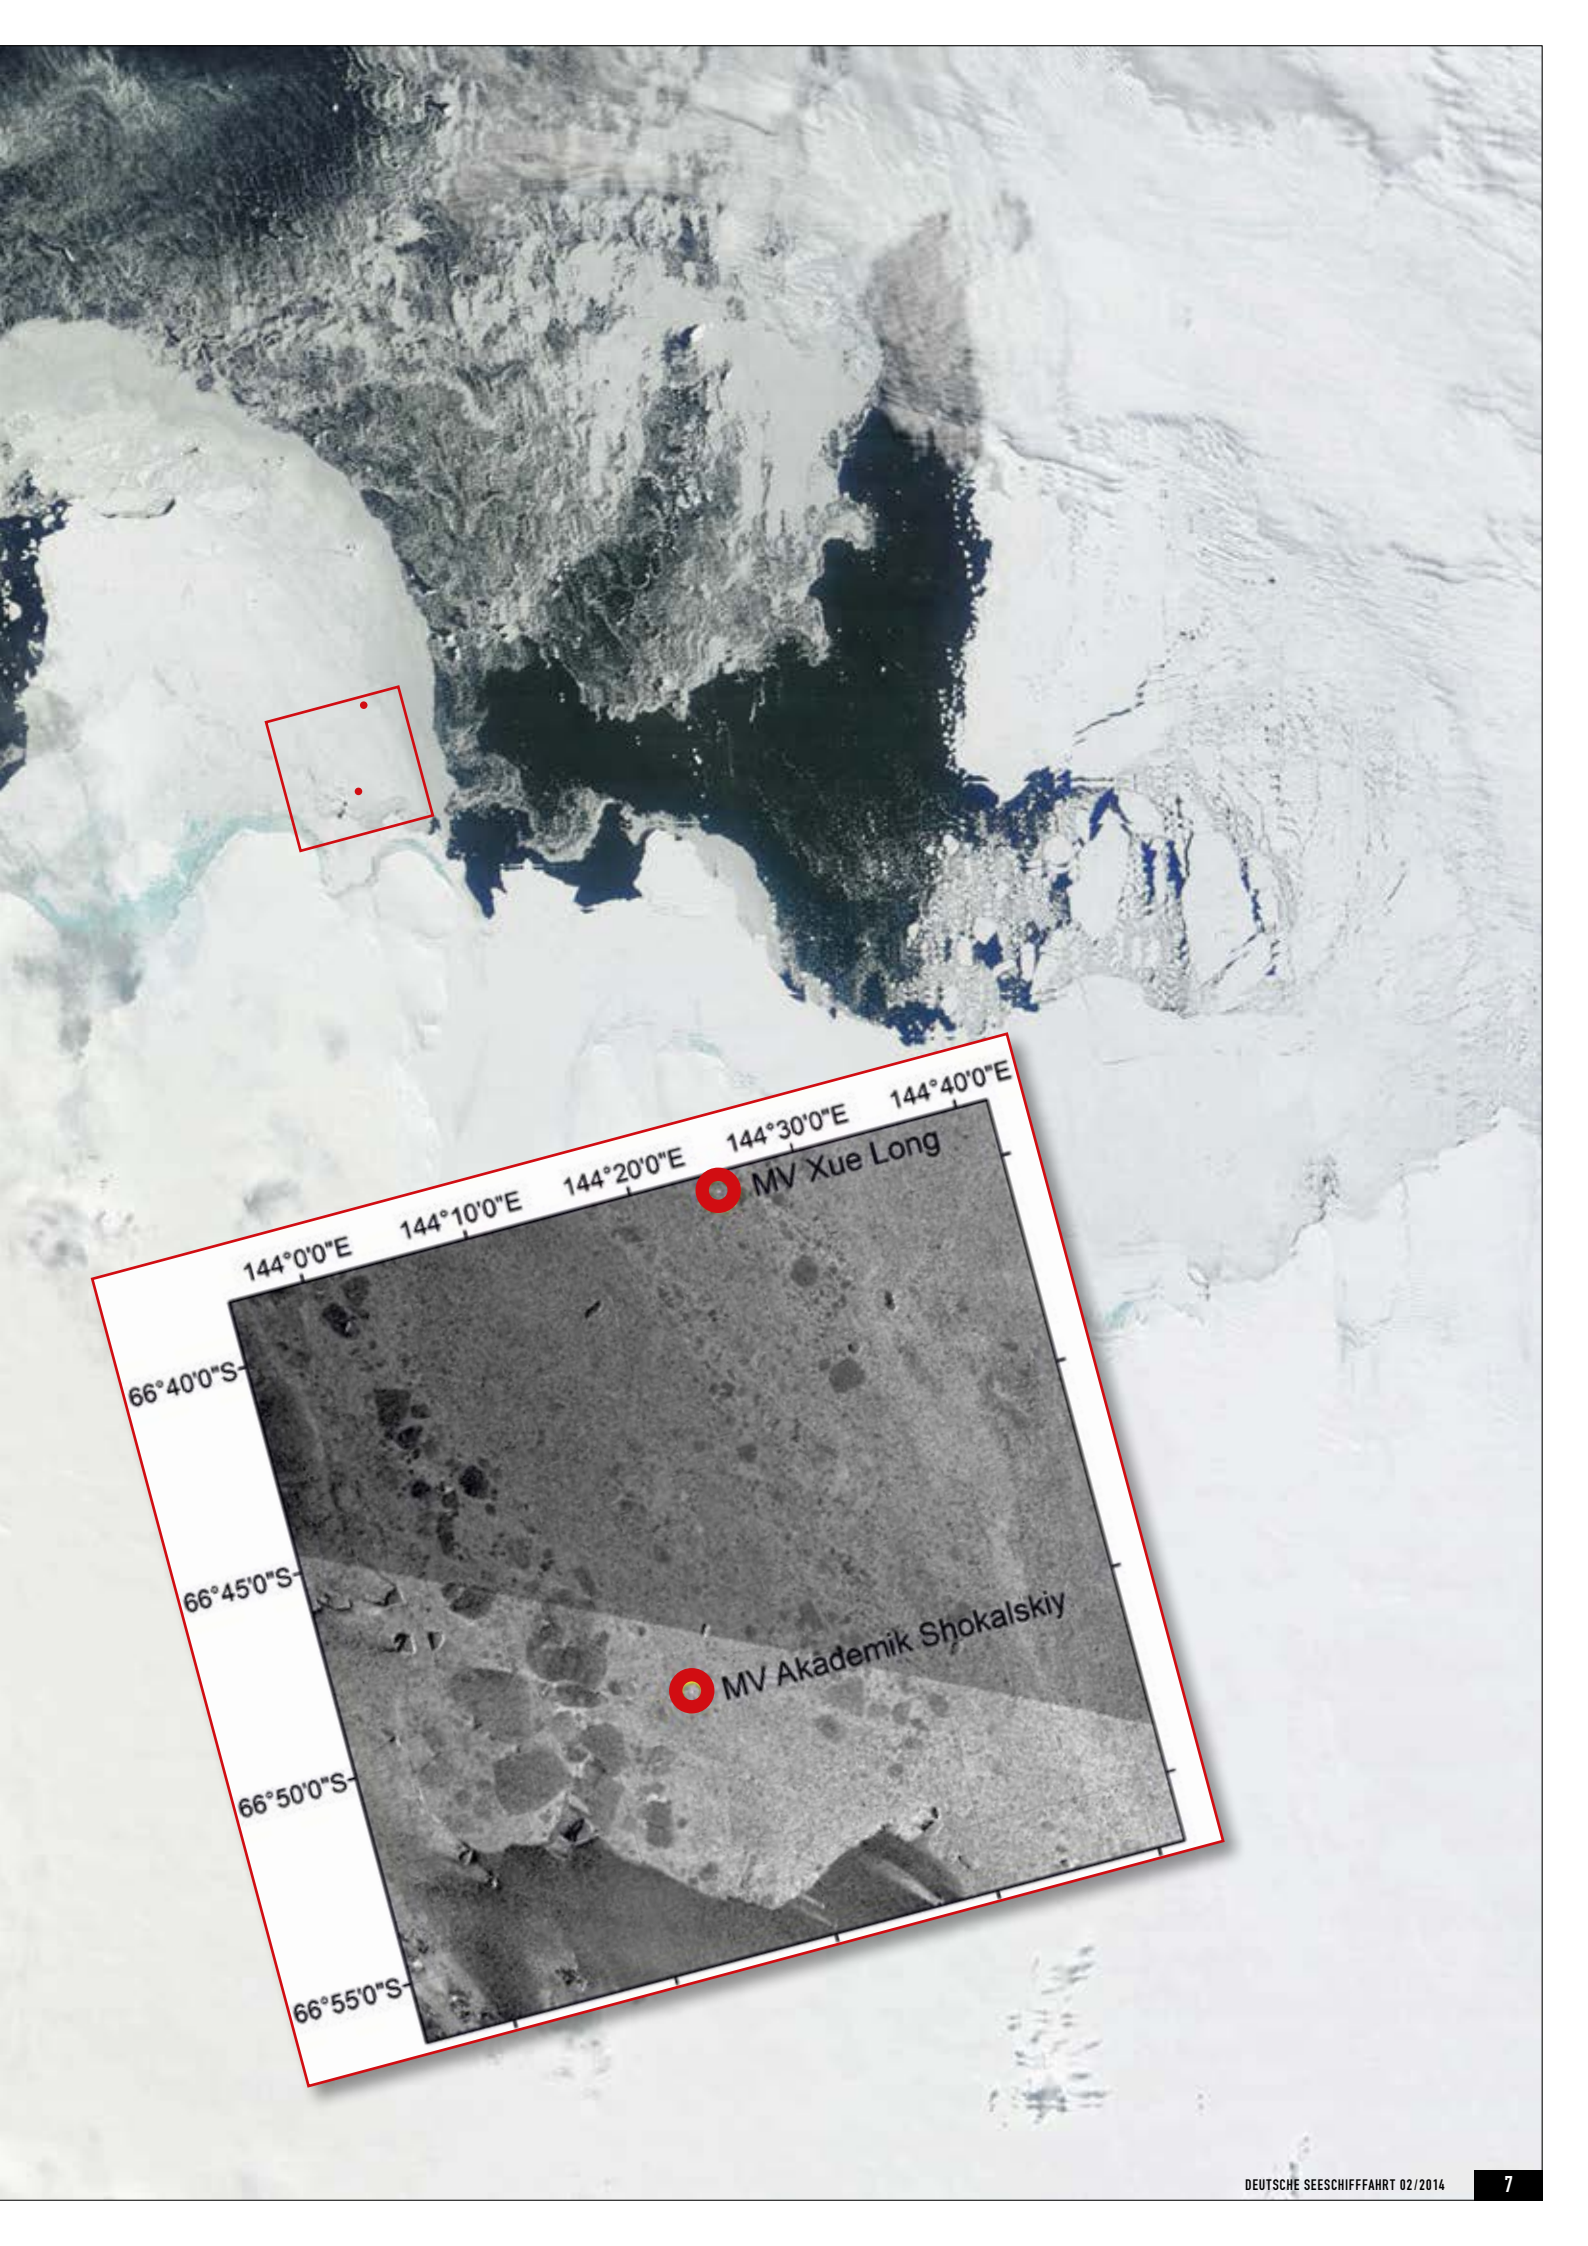 144°0'0"E
144°10'0"E
144°20'0"E
144°30'0"E
144°40'0"E
MV Xue Long
66°40'0"S
66°45'0"S
MV Akademik Shokalskiy
66°50'0"S
66°55'0"S
DEUTSCHE SEESCHIFFFAHRT 02/2014
7